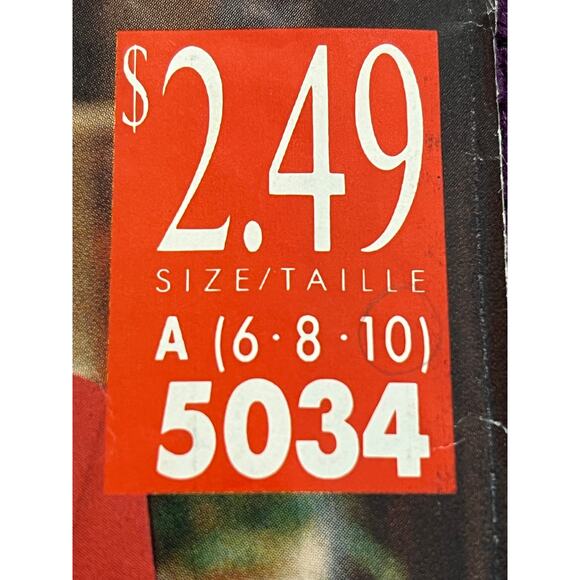 $2.49
SIZE/TAILLE
A (6·8·10)
5034